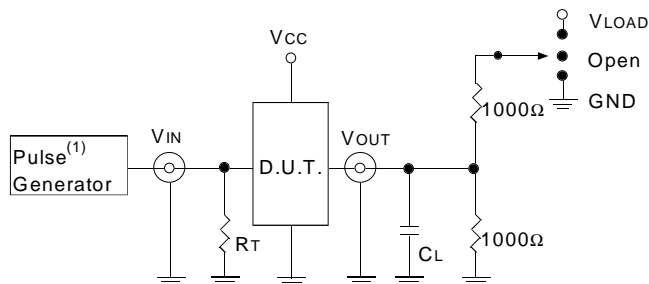 VLOAD
VCC
Open
1000Ω
GND
VIN
VOUT
Pulse(1)
Generator
D.U.T.
RT
CL
1000Ω